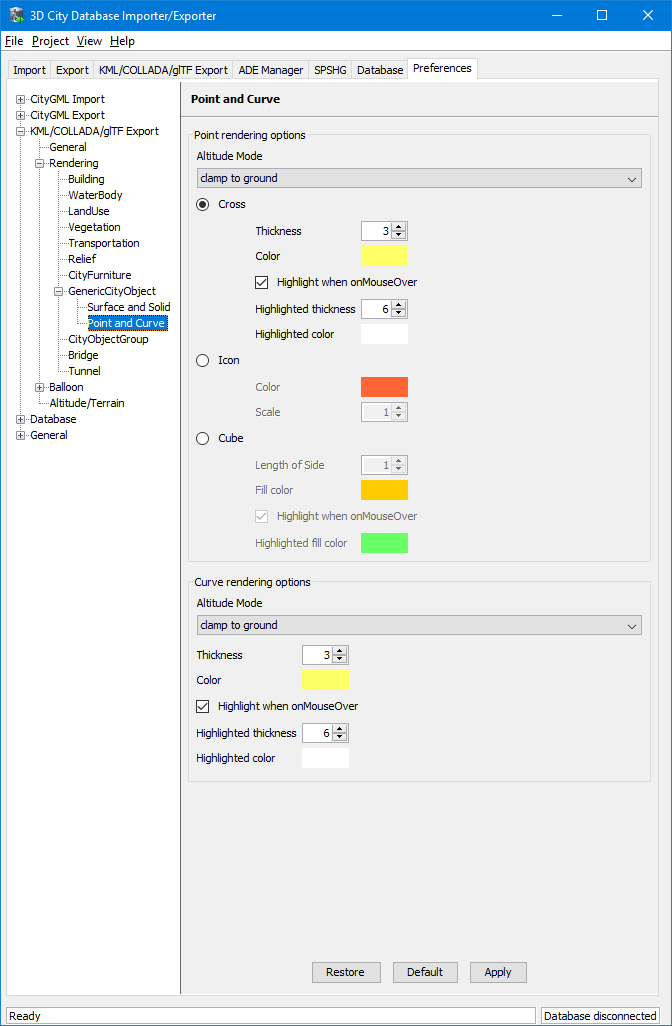 3D City Database Importer/Exporter
File Project View Help
Import Export KML/COLLADA/glTF Export ADE Manager SPSHG Database Preferences
CityGML Import
CityGML Export
KML/COLLADA/glTF Export
General
Rendering
Building
WaterBody
LandUse
Vegetation
Transportation
Relief
CityFurniture
GenericCityObject
Surface and Solid
Point and Curve
CityObjectGroup
Bridge
Tunnel
Balloon
Altitude/Terrain
Database
General
Point and Curve
Point rendering options
Altitude Mode
clamp to ground
Cross
Thickness 3
Color
Highlight when onMouseOver
Highlighted thickness 6
Highlighted color
Icon
Color
Scale 1
Cube
Length of Side 1
Fill color
Highlight when onMouseOver
Highlighted fill color
Curve rendering options
Altitude Mode
clamp to ground
Thickness 3
Color
Highlight when onMouseOver
Highlighted thickness 6
Highlighted color
Restore Default Apply
Ready Database disconnected